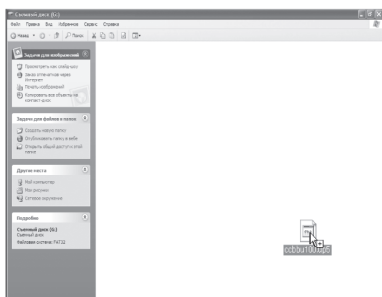 Съемный диск (G:)
Файл Правка Вид Избранное Сервис Справка
Назад Поиск
Задачи для изображений
Просмотреть как слайд-шоу
Заказ отпечатков через Интернет
Печать изображений
Копировать все объекты на компакт-диск
Задачи для файлов и папок
Создать новую папку
Опубликовать папку в вебе
Открыть общий доступ к этой папке
Другие места
Мой компьютер
Мои рисунки
Сетевое окружение
Подробно
Съемный диск (G:)
Съемный диск
Файловая система: FAT32